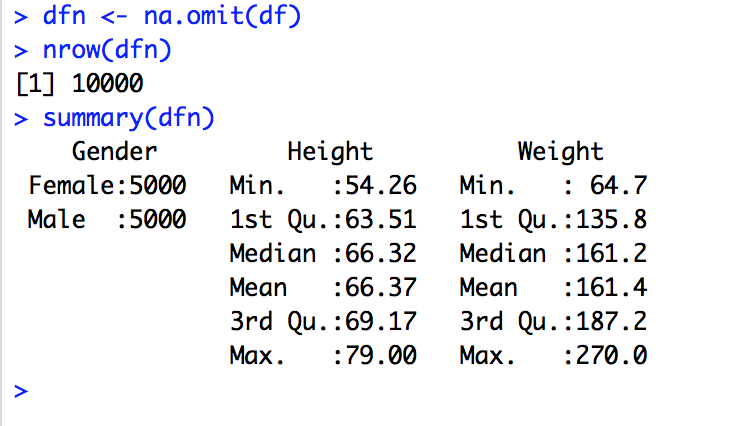 > dfn <- na.omit(df)
> nrow(dfn)
[1] 10000
> summary(dfn)
    Gender         Height          Weight
 Female:5000   Min.   :54.26   Min.   : 64.7
 Male  :5000   1st Qu.:63.51   1st Qu.:135.8
               Median :66.32   Median :161.2
               Mean   :66.37   Mean   :161.4
               3rd Qu.:69.17   3rd Qu.:187.2
               Max.   :79.00   Max.   :270.0
>